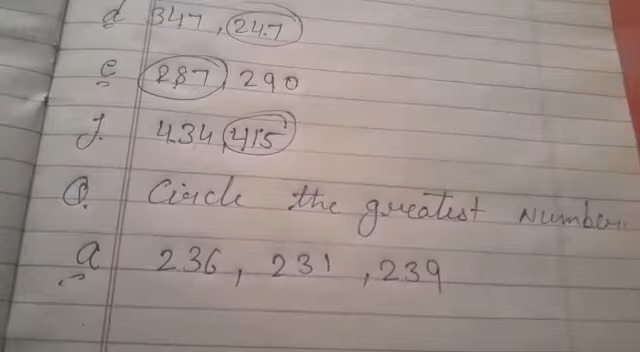 d 347, 247
e 287, 290
f. 434, 415
Q. Circle the greatest Number.
a 236, 231, 239